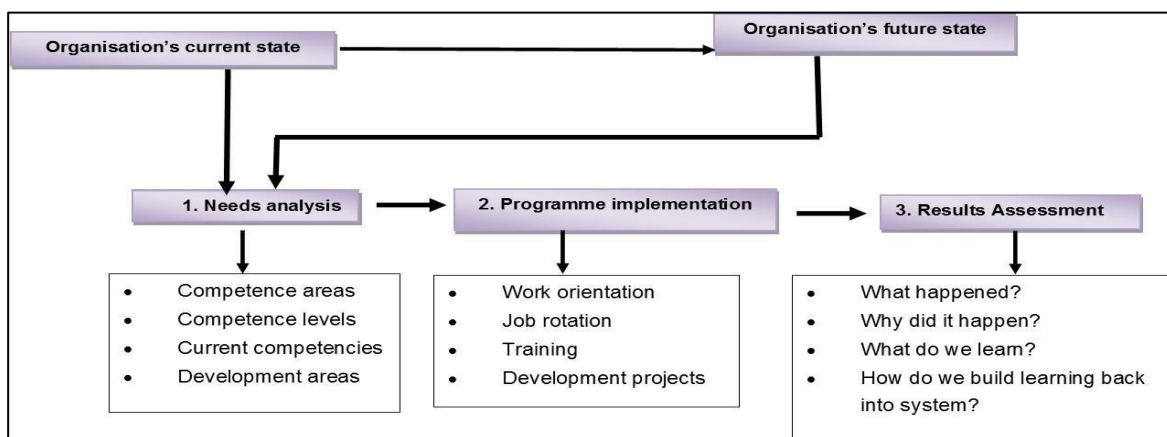 Organisation's current state
Organisation's future state
1. Needs analysis
2. Programme implementation
3. Results Assessment
• Competence areas
• Competence levels
• Current competencies
• Development areas
• Work orientation
• Job rotation
• Training
• Development projects
• What happened?
• Why did it happen?
• What do we learn?
• How do we build learning back
into system?